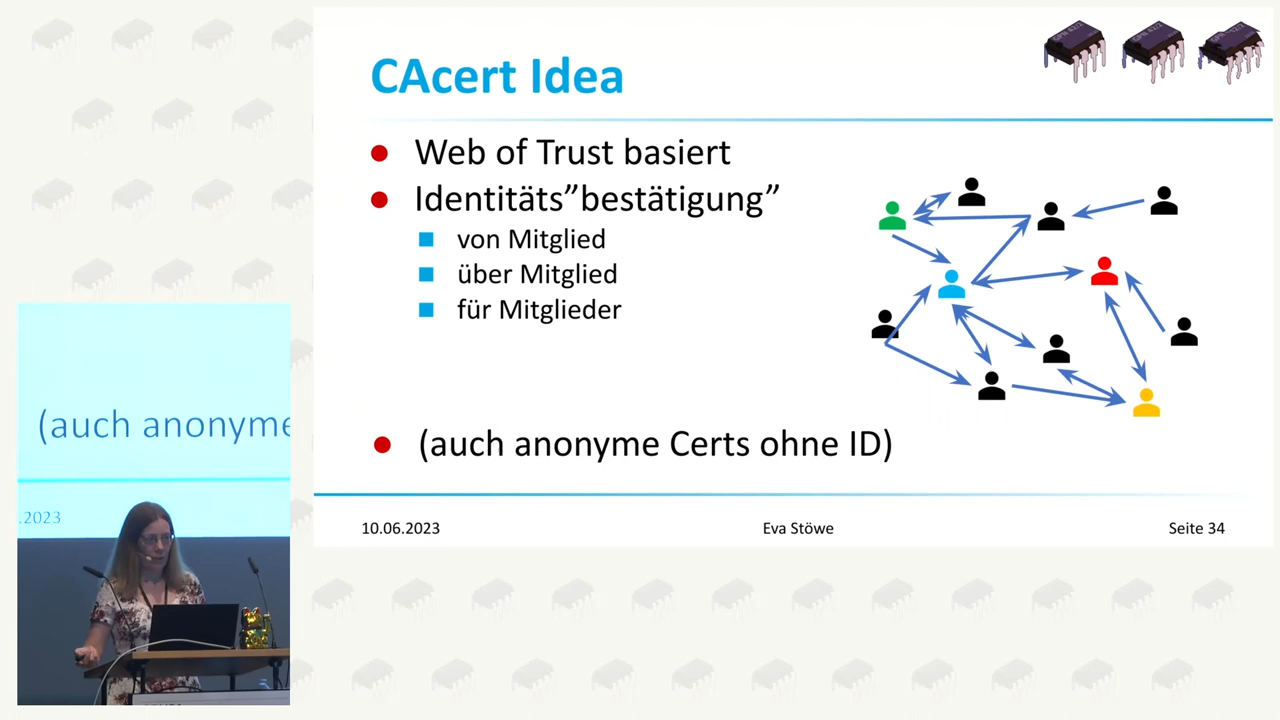 CAcert Idea
Web of Trust basiert
Identitäts”bestätigung”
von Mitglied
über Mitglied
für Mitglieder
(auch anonyme Certs ohne ID)
10.06.2023
Eva Stöwe
Seite 34
(auch anonyme
.2023